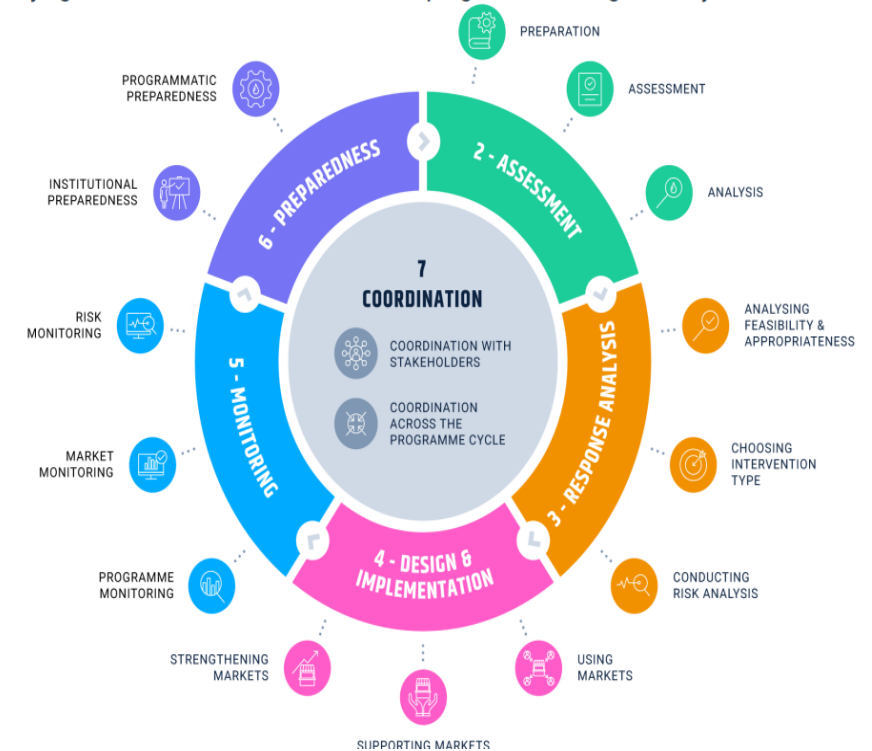 PREPARATION
ASSESSMENT
ANALYSIS
2 - ASSESSMENT
ANALYSING
FEASIBILITY &
APPROPRIATENESS
CHOOSING
INTERVENTION
TYPE
CONDUCTING
RISK ANALYSIS
3 - RESPONSE ANALYSIS
USING
MARKETS
SUPPORTING MARKETS
STRENGTHENING
MARKETS
4 - DESIGN &
IMPLEMENTATION
PROGRAMME
MONITORING
MARKET
MONITORING
RISK
MONITORING
5 - MONITORING
INSTITUTIONAL
PREPAREDNESS
PROGRAMMATIC
PREPAREDNESS
6 - PREPAREDNESS
7
COORDINATION
COORDINATION WITH
STAKEHOLDERS
COORDINATION
ACROSS THE
PROGRAMME CYCLE